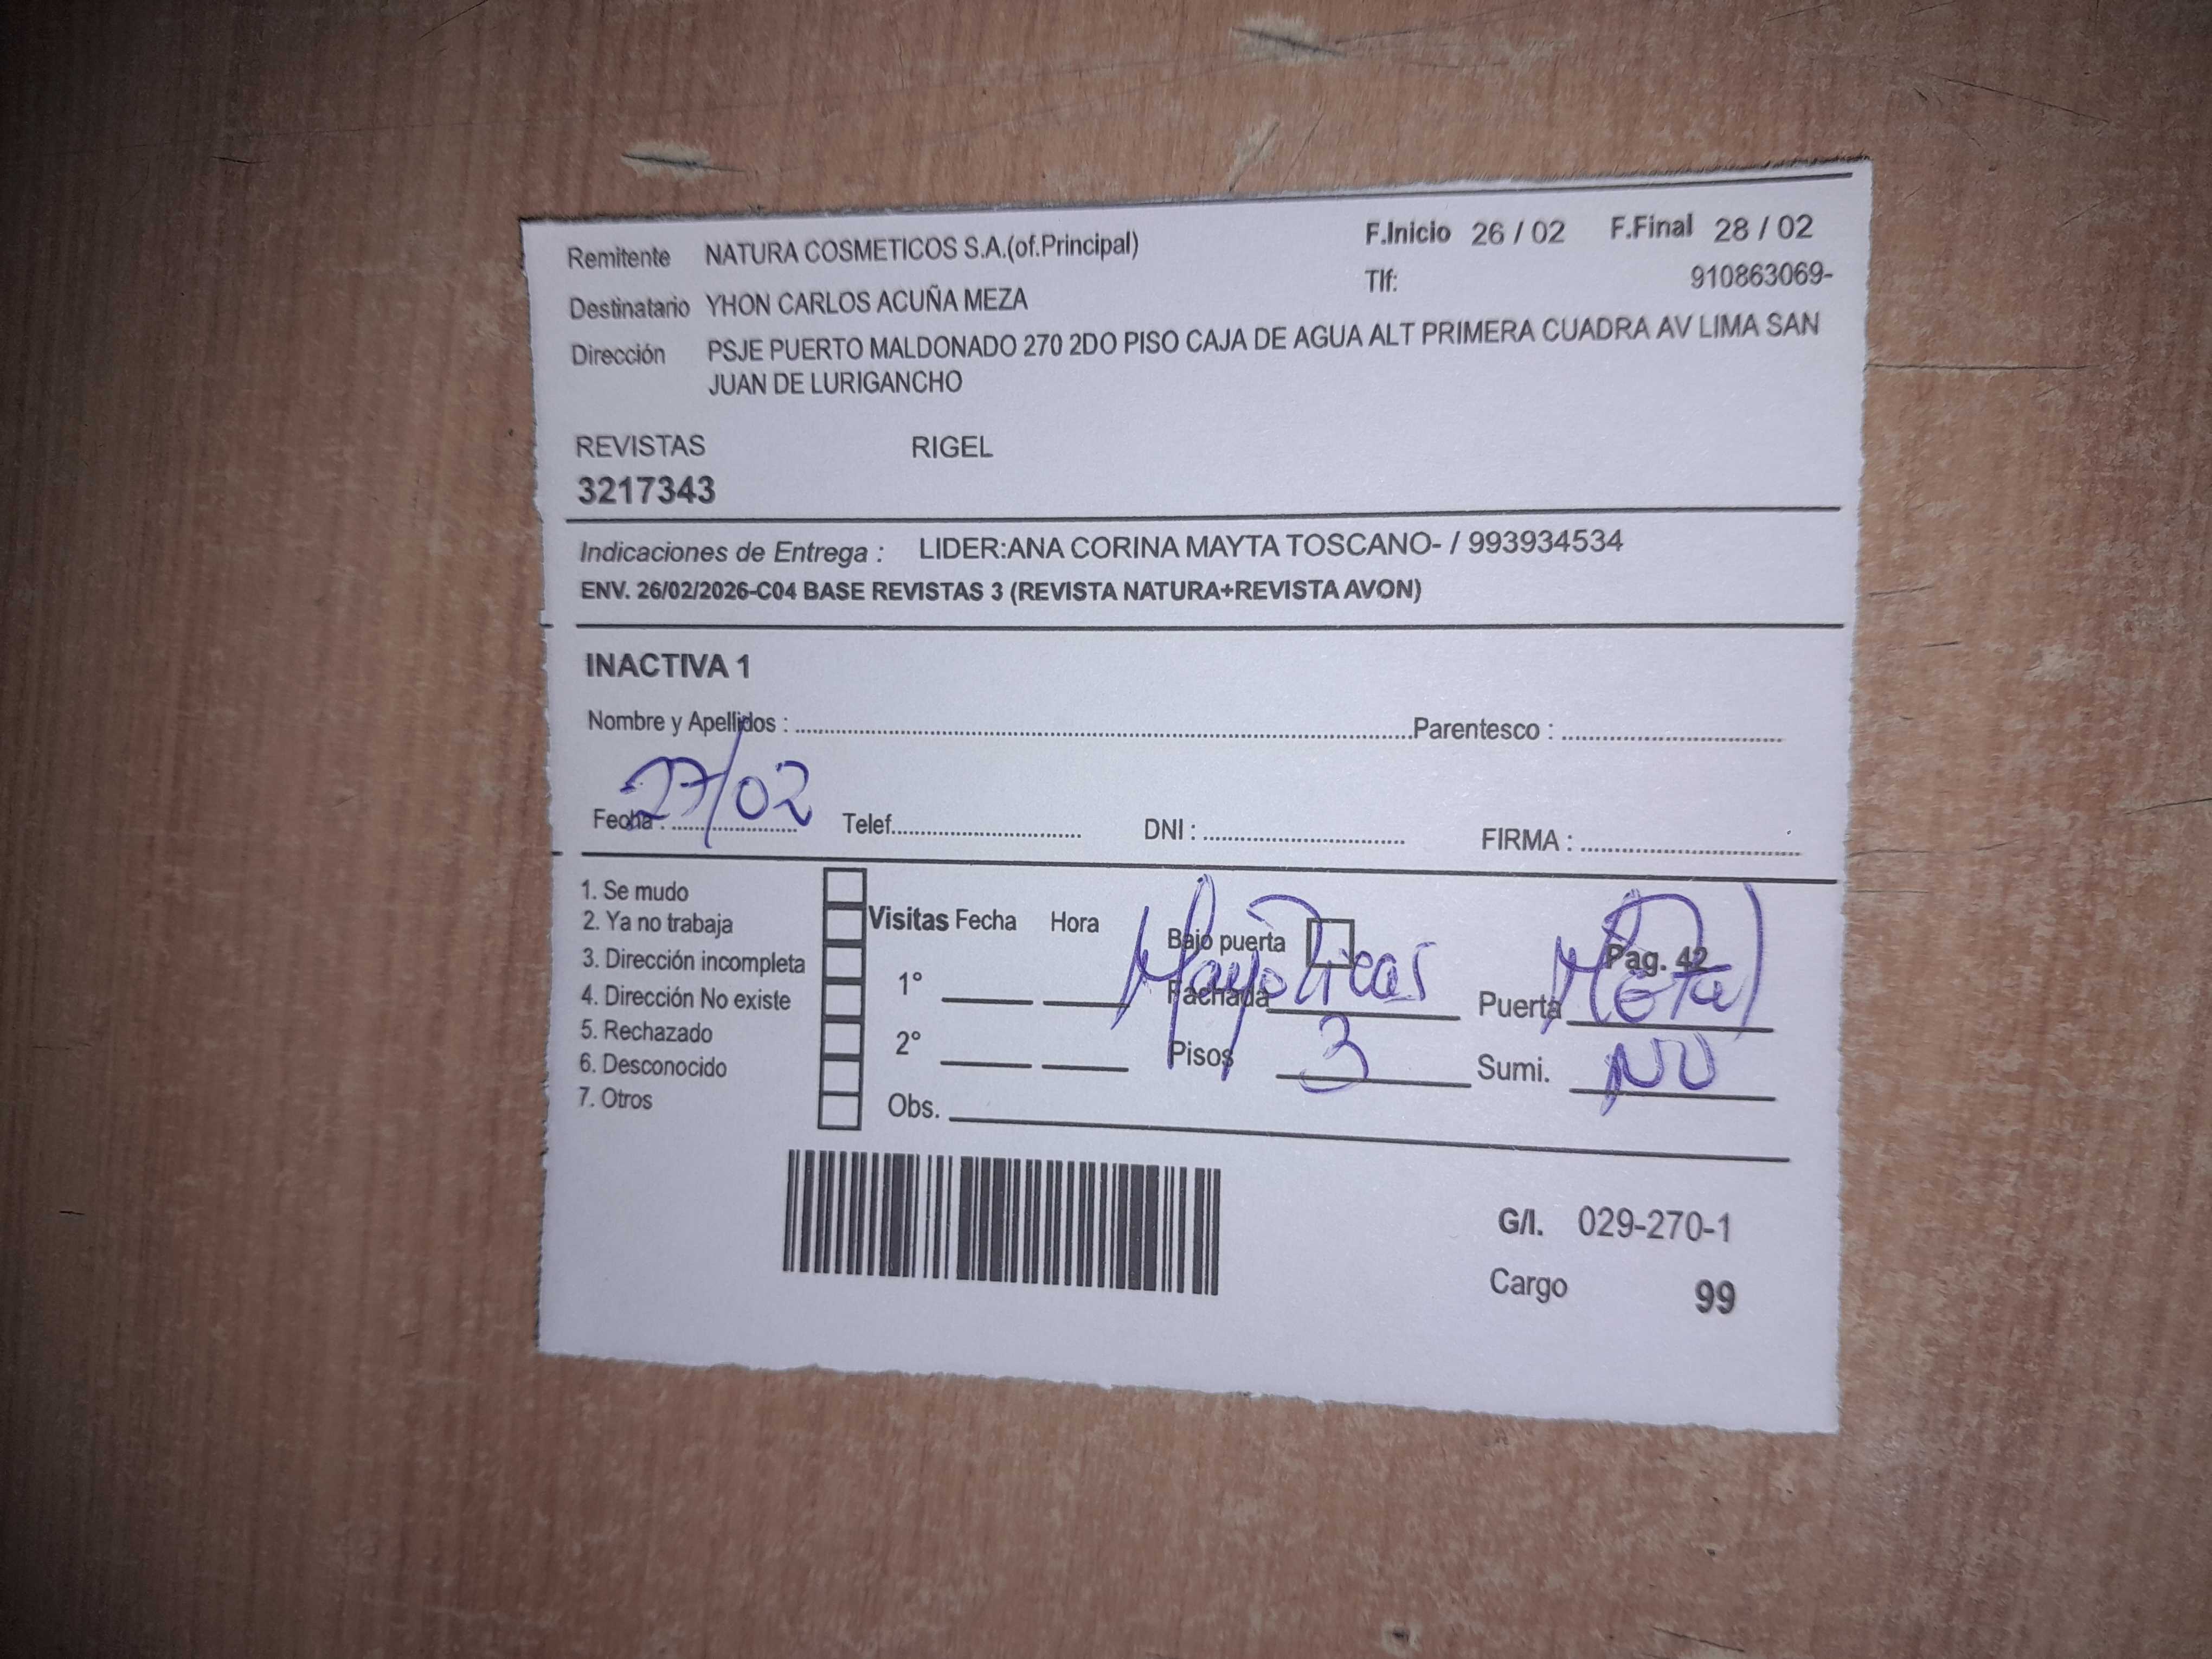 Remitente NATURA COSMETICOS S.A.(of.Principal) F.Inicio 26 / 02 F.Final 28 / 02
Tlf: 910863069-
Destinatario YHON CARLOS ACUÑA MEZA
Dirección PSJE PUERTO MALDONADO 270 2DO PISO CAJA DE AGUA ALT PRIMERA CUADRA AV LIMA SAN
JUAN DE LURIGANCHO
REVISTAS RIGEL
3217343
Indicaciones de Entrega : LIDER:ANA CORINA MAYTA TOSCANO- / 993934534
ENV. 26/02/2026-C04 BASE REVISTAS 3 (REVISTA NATURA+REVISTA AVON)
INACTIVA 1
Nombre y Apellidos : Parentesco :
Fecha : 27/02 Telef. DNI : FIRMA :
1. Se mudo
2. Ya no trabaja
3. Dirección incompleta
4. Dirección No existe
5. Rechazado
6. Desconocido
7. Otros
Visitas Fecha Hora
1°
2°
Obs.
Bajo puerta Pag. 42
Fachada Mayolicas Puerta Metal
Pisos 3 Sumi. NO
G/I. 029-270-1
Cargo 99